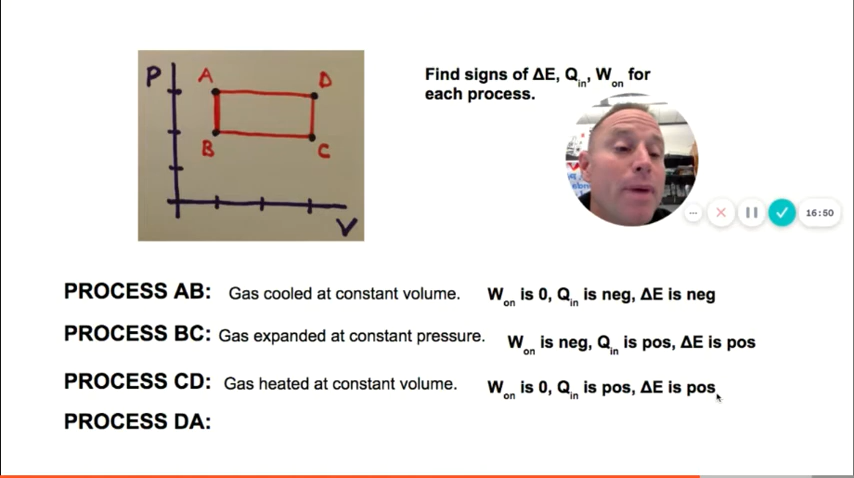 P
A
D
B
C
V
Find signs of ΔE, Qin, Won for
each process.
16:50
PROCESS AB: Gas cooled at constant volume. Won is 0, Qin is neg, ΔE is neg
PROCESS BC: Gas expanded at constant pressure. Won is neg, Qin is pos, ΔE is pos
PROCESS CD: Gas heated at constant volume. Won is 0, Qin is pos, ΔE is pos
PROCESS DA: